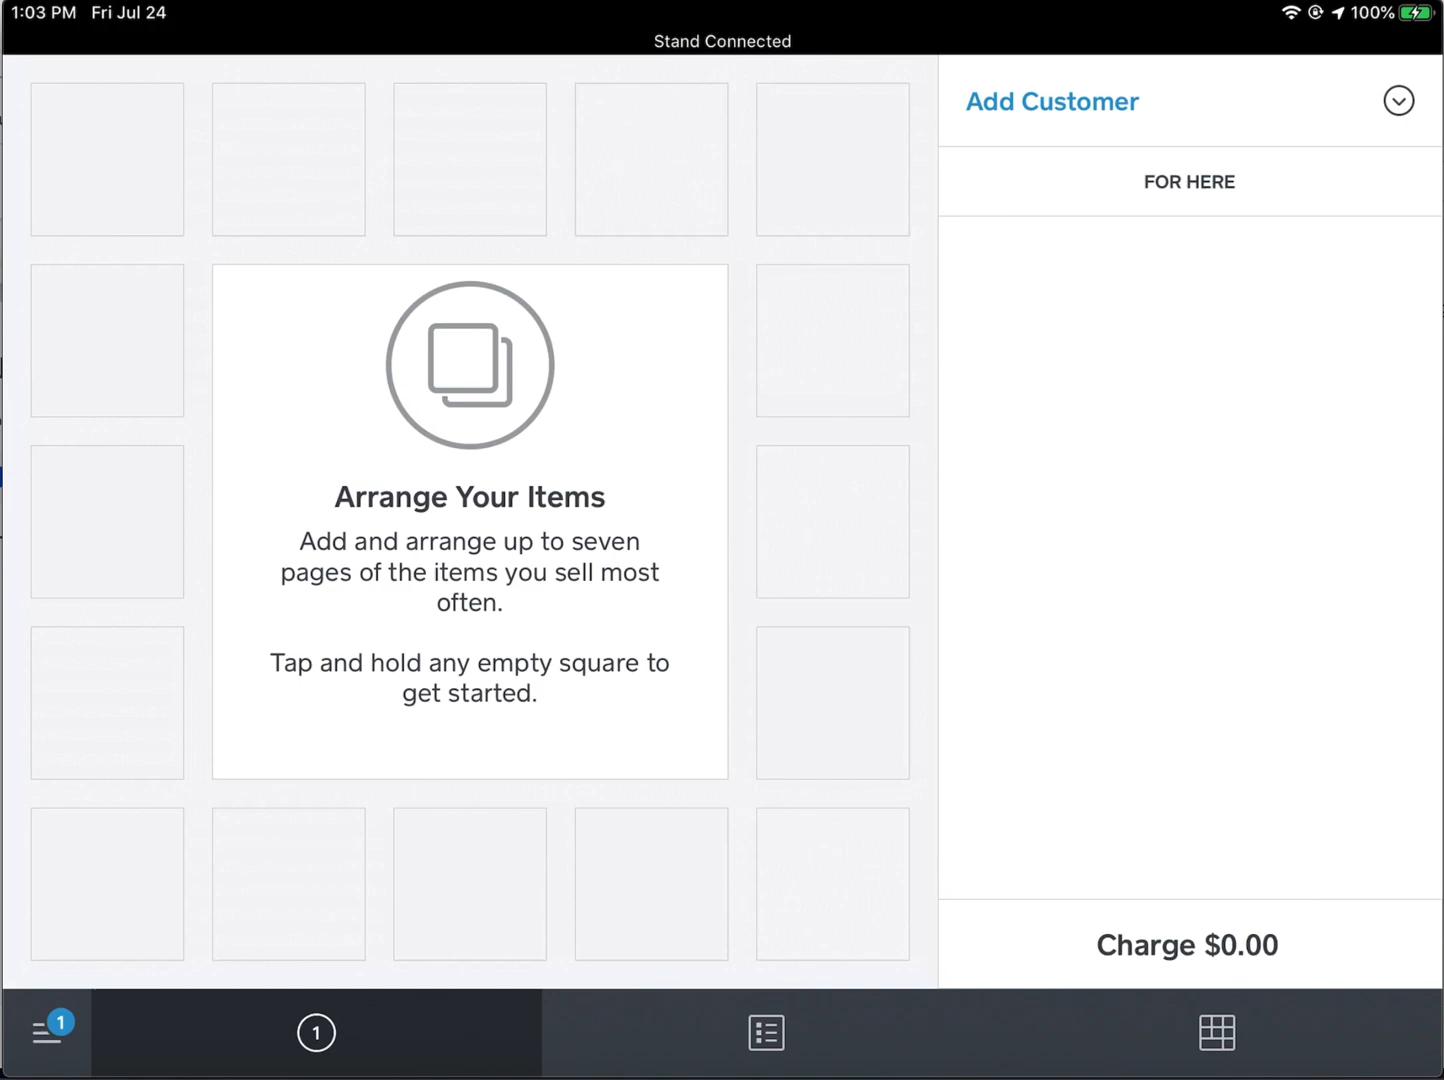 1:03 PM Fri Jul 24
100%
Stand Connected
Add Customer
FOR HERE
Arrange Your Items
Add and arrange up to seven
pages of the items you sell most
often.
Tap and hold any empty square to
get started.
Charge $0.00
1
1